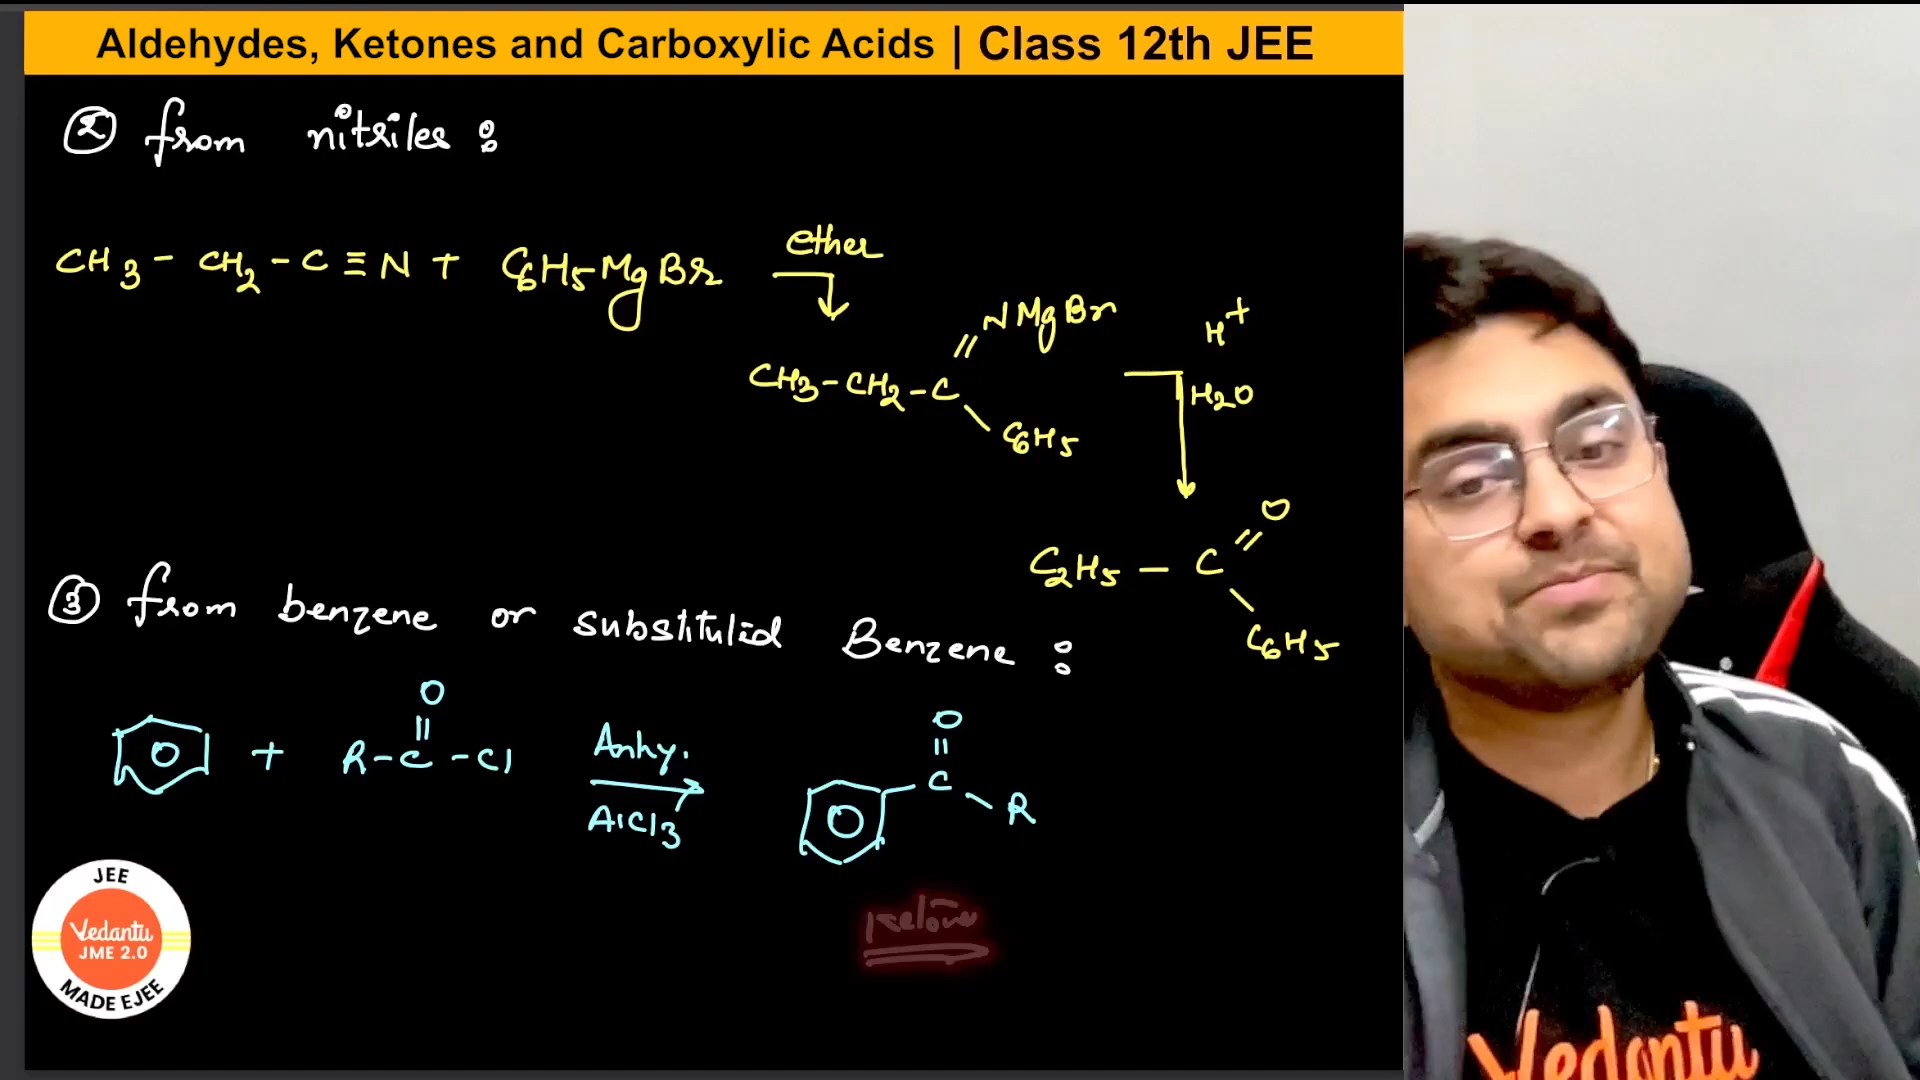 Aldehydes, Ketones and Carboxylic Acids | Class 12th JEE
② from nitriles :
CH3 - CH2 - C ≡ N + C6H5MgBr ether
NMgBr
CH3-CH2-C
C6H5
H+
H2O
O
C2H5 - C
C6H5
③ from benzene or substitutid Benzene :
O
+ R-C-Cl
Anhy.
AlCl3
O
C - R
Ketone
JEE
Vedantu
JME 2.0
MADE EJEE
Vedantu